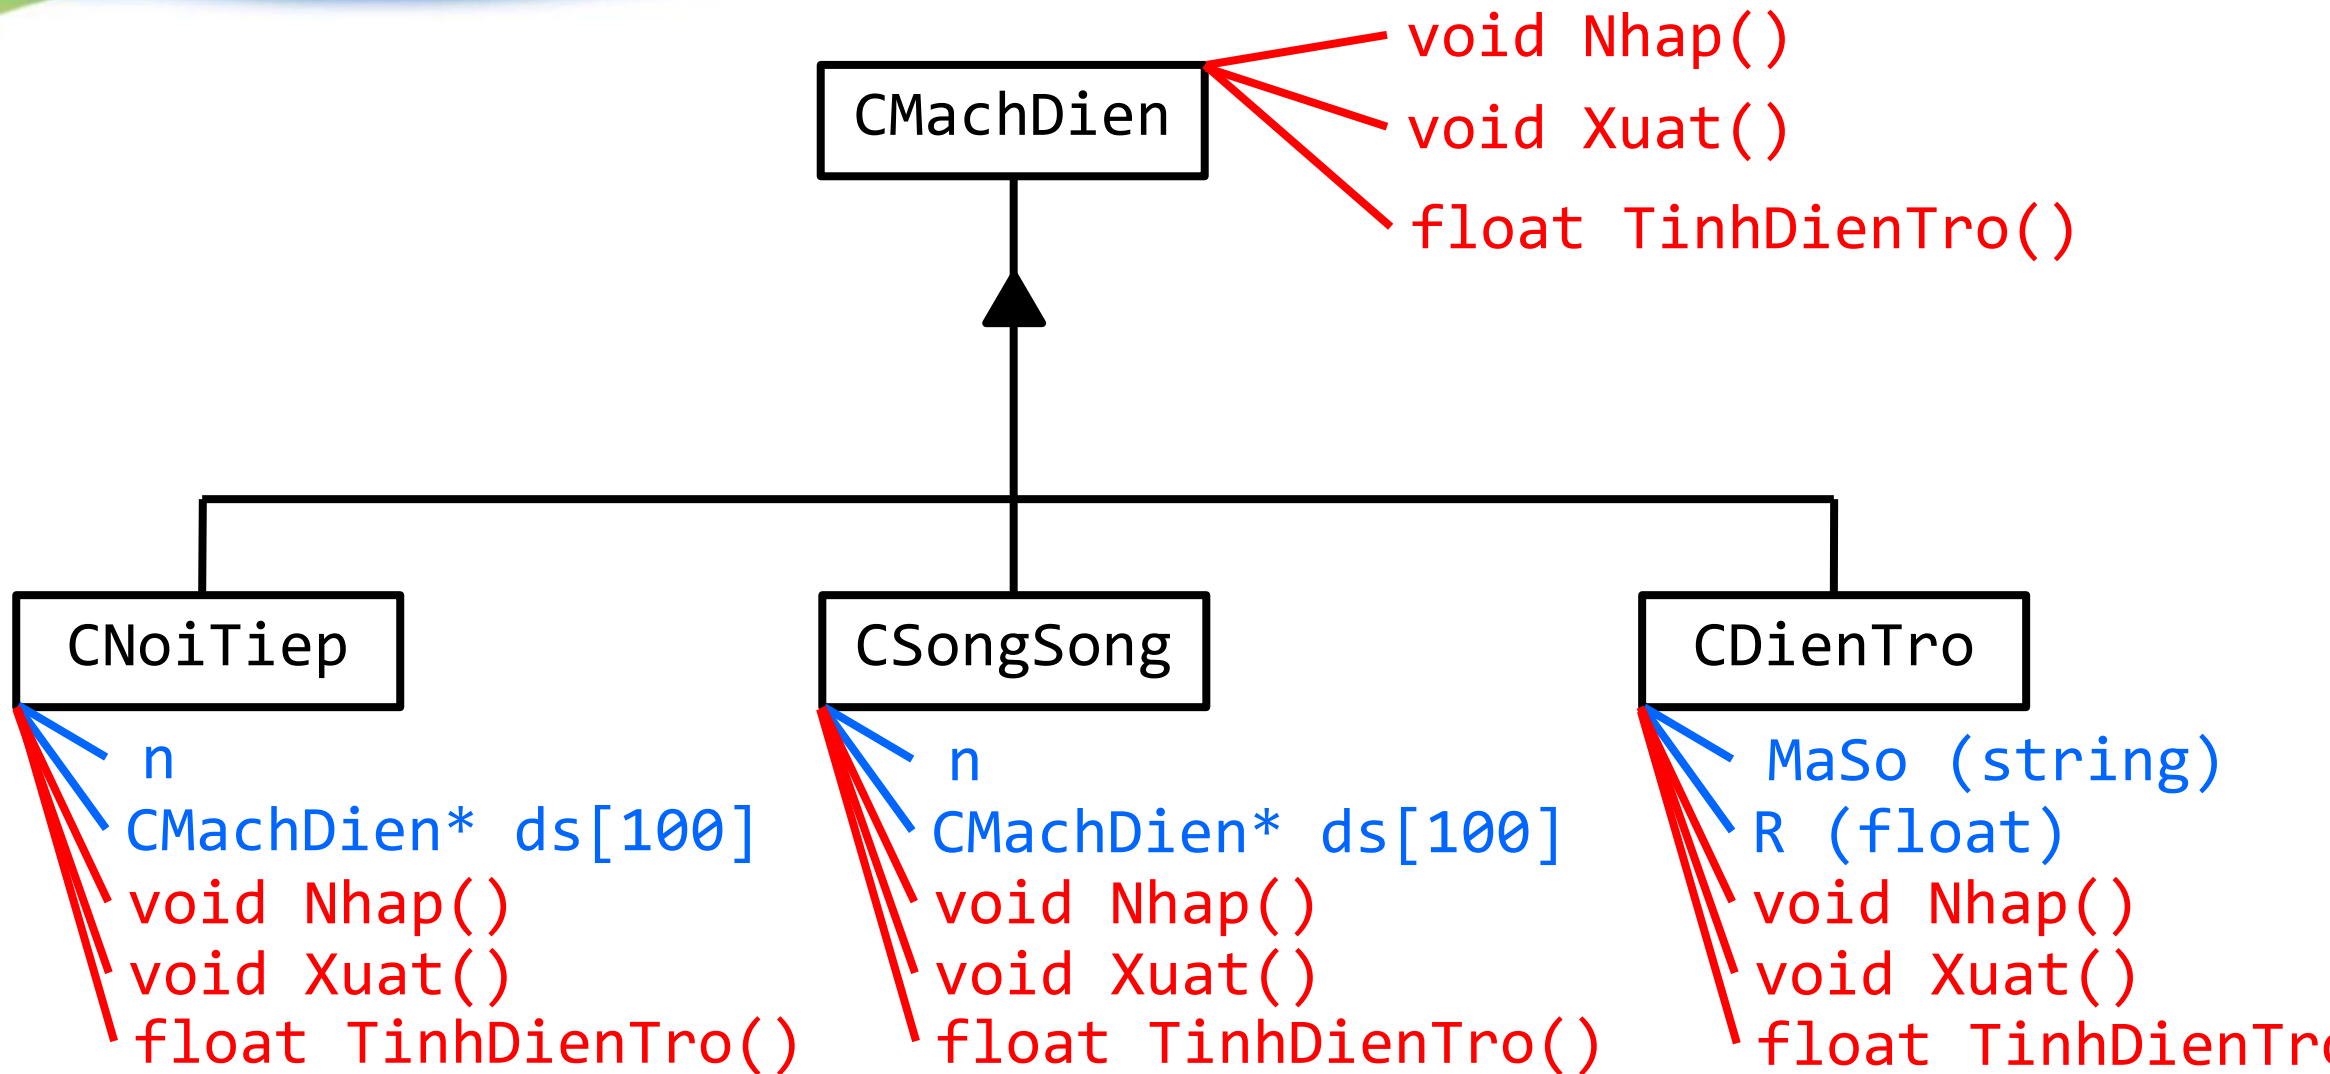 void Nhap()
CMachDien
void Xuat()
float TinhDienTro()
CNoiTiep
CSongSong
CDienTro
n
CMachDien* ds[100]
void Nhap()
void Xuat()
float TinhDienTro()
n
CMachDien* ds[100]
void Nhap()
void Xuat()
float TinhDienTro()
MaSo (string)
R (float)
void Nhap()
void Xuat()
float TinhDienTr